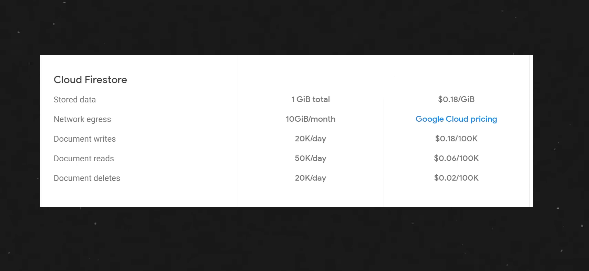 Cloud Firestore
Stored data 1 GiB total $0.18/GiB
Network egress 10GiB/month Google Cloud pricing
Document writes 20K/day $0.18/100K
Document reads 50K/day $0.06/100K
Document deletes 20K/day $0.02/100K